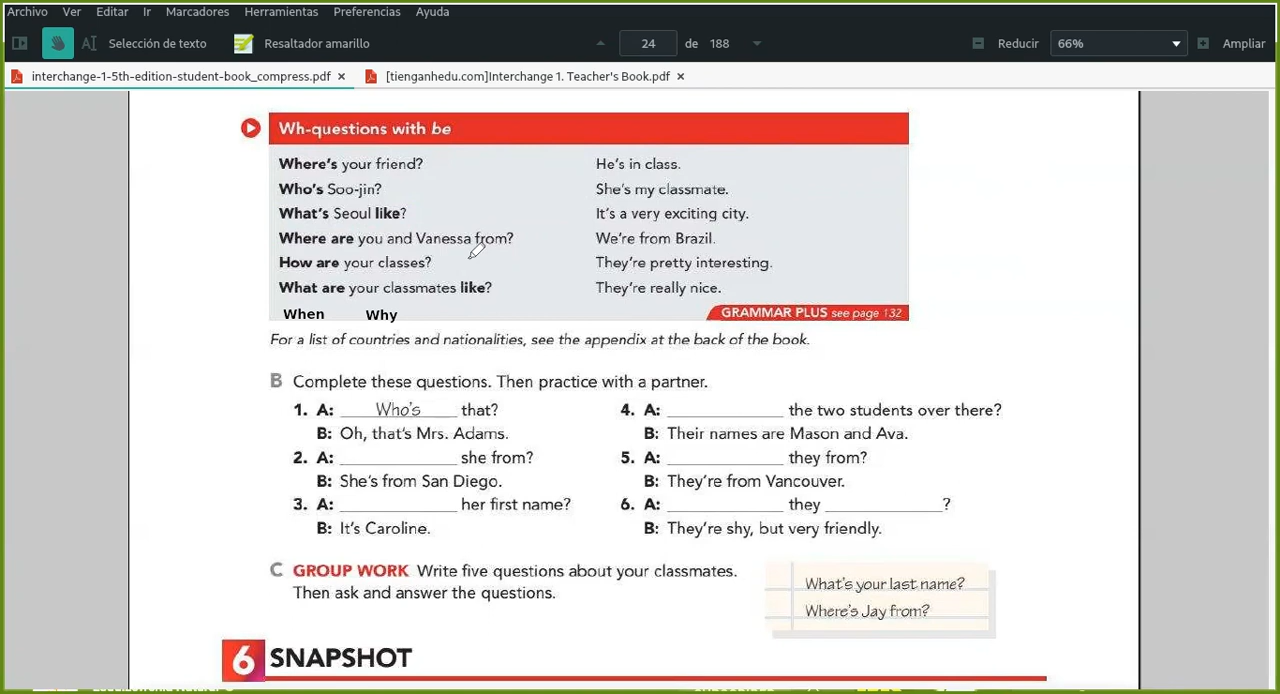 Archivo Ver Editar Ir Marcadores Herramientas Preferencias Ayuda
Selección de texto Resaltador amarillo 24 de 188 Reducir 66% Ampliar
interchange-1-5th-edition-student-book_compress.pdf × [tienganhedu.com]Interchange 1. Teacher's Book.pdf ×
Wh-questions with be
Where's your friend? He's in class.
Who's Soo-jin? She's my classmate.
What's Seoul like? It's a very exciting city.
Where are you and Vanessa from? We're from Brazil.
How are your classes? They're pretty interesting.
What are your classmates like? They're really nice.
When Why
GRAMMAR PLUS see page 132
For a list of countries and nationalities, see the appendix at the back of the book.
B Complete these questions. Then practice with a partner.
1. A: Who's that?
B: Oh, that's Mrs. Adams.
2. A: ____________ she from?
B: She's from San Diego.
3. A: ____________ her first name?
B: It's Caroline.
4. A: ____________ the two students over there?
B: Their names are Mason and Ava.
5. A: ____________ they from?
B: They're from Vancouver.
6. A: ____________ they ____________ ?
B: They're shy, but very friendly.
C GROUP WORK Write five questions about your classmates.
Then ask and answer the questions.
What's your last name?
Where's Jay from?
6 SNAPSHOT